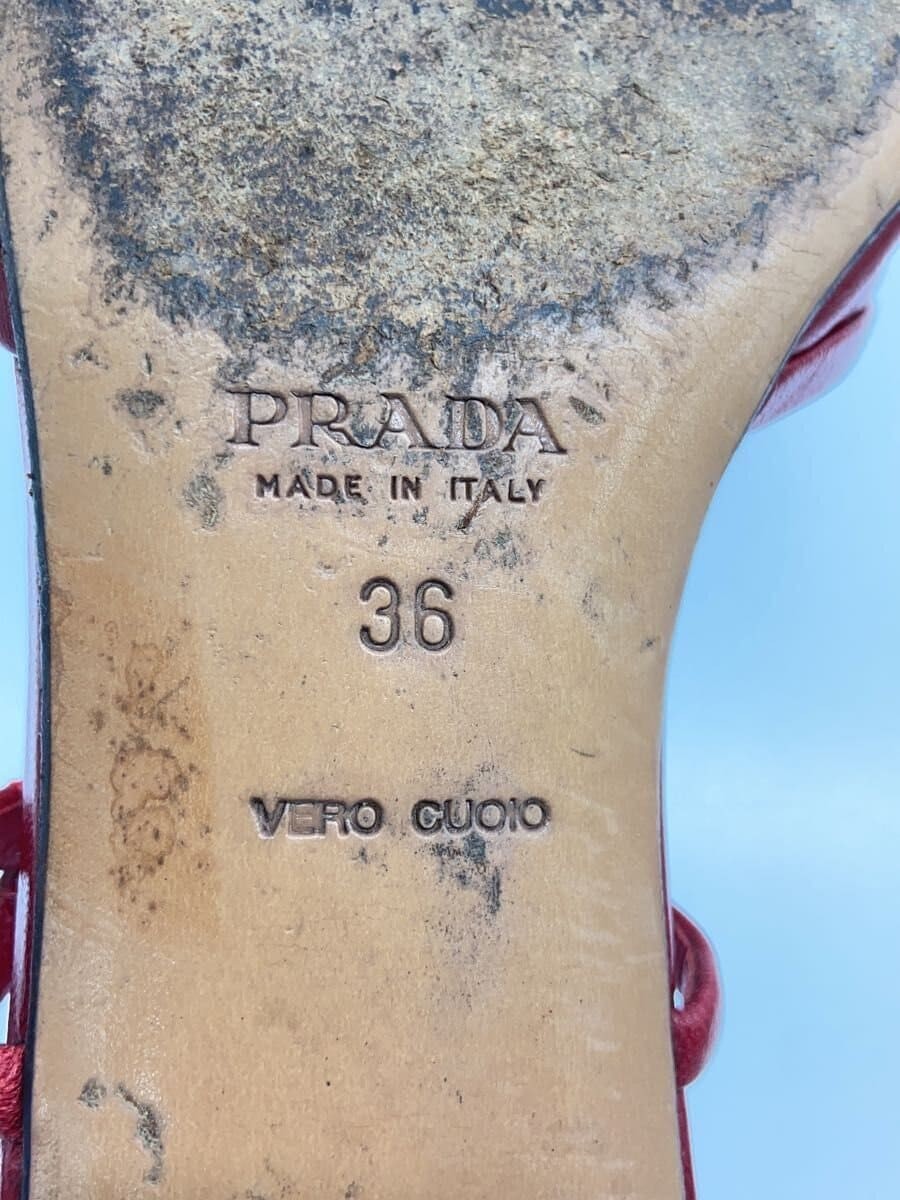 PRADA
MADE IN ITALY
36
VERO CUOIO